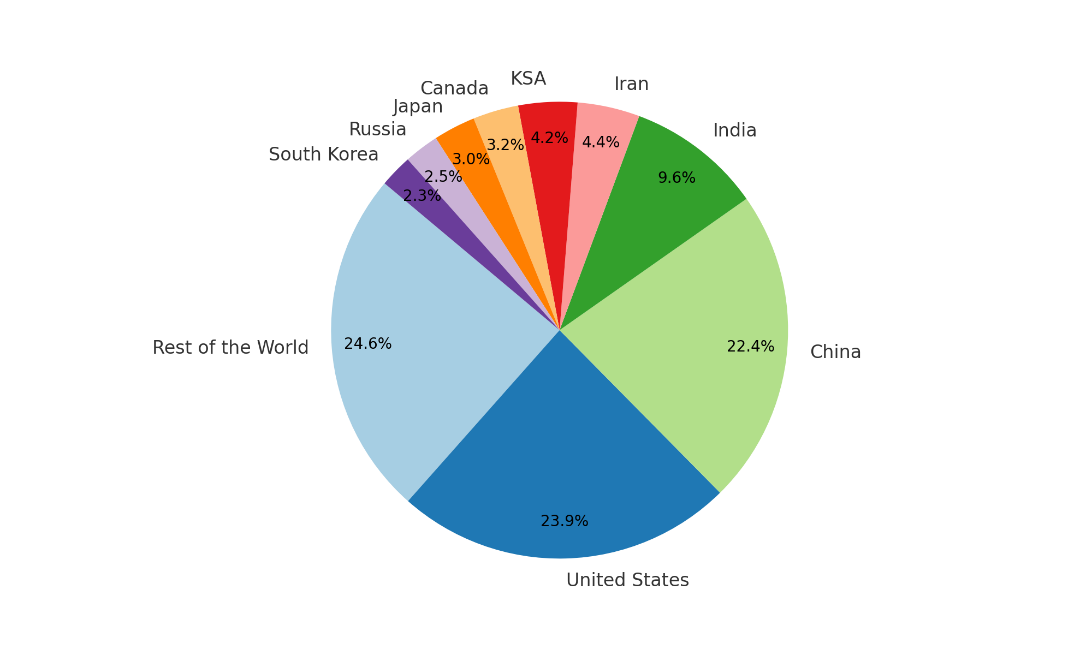 KSA
Iran
Canada
Japan
Russia
India
South Korea
4.2%
4.4%
3.2%
3.0%
2.5%
9.6%
2.3%
Rest of the World
24.6%
22.4%
China
23.9%
United States